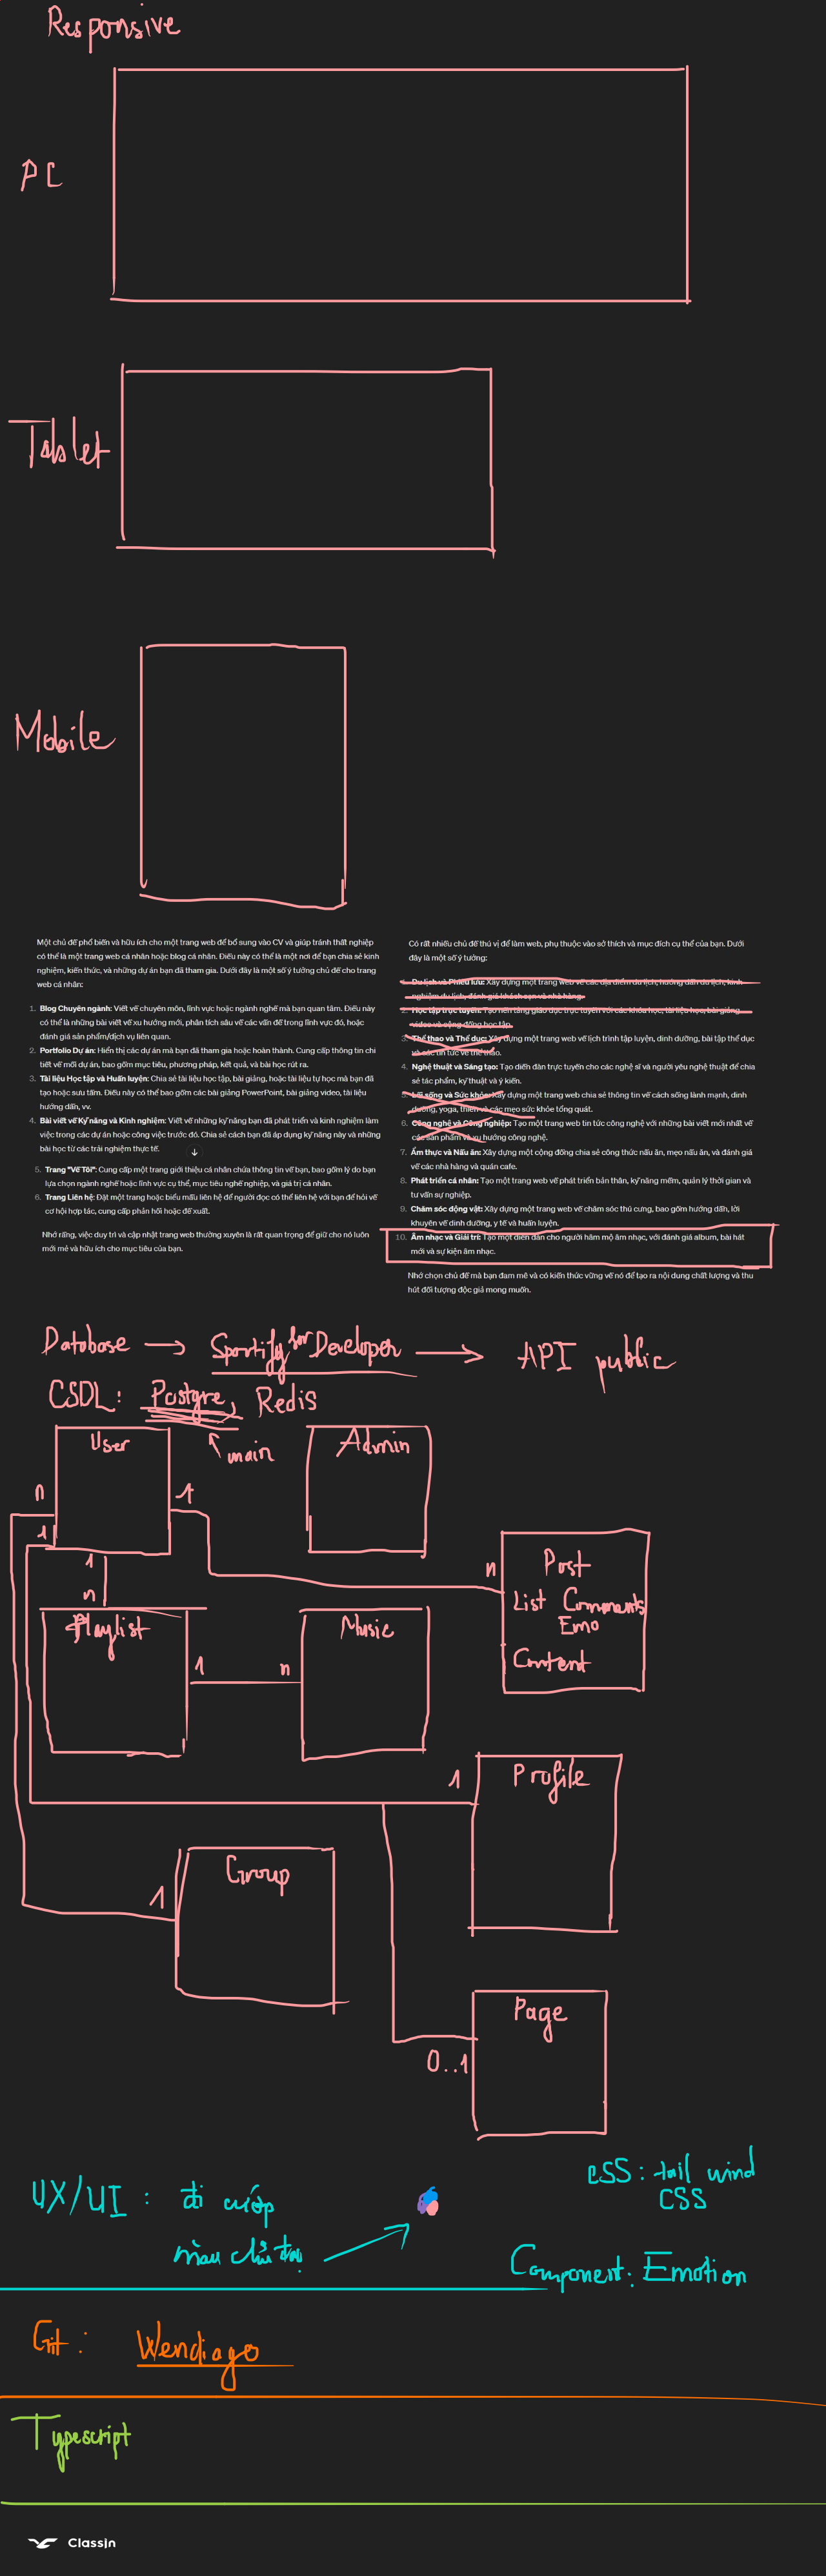 Responsive
PC
Tablet
Mobile
Một chủ đề phổ biến và hữu ích cho một trang web để bổ sung vào CV và giúp tránh thất nghiệp
có thể là một trang web cá nhân hoặc blog cá nhân. Điều này có thể là một nơi để bạn chia sẻ kinh
nghiệm, kiến thức, và những dự án bạn đã tham gia. Dưới đây là một số ý tưởng chủ đề cho trang
web cá nhân:
1. Blog Chuyên ngành: Viết về chuyên môn, lĩnh vực hoặc ngành nghề mà bạn quan tâm. Điều này
có thể là những bài viết về xu hướng mới, phân tích sâu về các vấn đề trong lĩnh vực đó, hoặc
đánh giá sản phẩm/dịch vụ liên quan.
2. Portfolio Dự án: Hiển thị các dự án mà bạn đã tham gia hoặc hoàn thành. Cung cấp thông tin chi
tiết về mỗi dự án, bao gồm mục tiêu, phương pháp, kết quả, và bài học rút ra.
3. Tài liệu Học tập và Huấn luyện: Chia sẻ tài liệu học tập, bài giảng, hoặc tài liệu tự học mà bạn đã
tạo hoặc sưu tầm. Điều này có thể bao gồm các bài giảng PowerPoint, bài giảng video, tài liệu
hướng dẫn, vv.
4. Bài viết về Kỹ năng và Kinh nghiệm: Viết về những kỹ năng bạn đã phát triển và kinh nghiệm làm
việc trong các dự án hoặc công việc trước đó. Chia sẻ cách bạn đã áp dụng kỹ năng này và những
bài học từ các trải nghiệm thực tế.
5. Trang "Về Tôi": Cung cấp một trang giới thiệu cá nhân chứa thông tin về bạn, bao gồm lý do bạn
lựa chọn ngành nghề hoặc lĩnh vực cụ thể, mục tiêu nghề nghiệp, và giá trị cá nhân.
6. Trang Liên hệ: Đặt một trang hoặc biểu mẫu liên hệ để người đọc có thể liên hệ với bạn để hỏi về
cơ hội hợp tác, cung cấp phản hồi hoặc đề xuất.
Nhớ rằng, việc duy trì và cập nhật trang web thường xuyên là rất quan trọng để giữ cho nó luôn
mới mẻ và hữu ích cho mục tiêu của bạn.
Có rất nhiều chủ đề thú vị để làm web, phụ thuộc vào sở thích và mục đích cụ thể của bạn. Dưới
đây là một số ý tưởng:
1. Du lịch và Phiêu lưu: Xây dựng một trang web về các địa điểm du lịch, hướng dẫn du lịch, kinh
nghiệm du lịch, đánh giá khách sạn và nhà hàng.
2. Học tập trực tuyến: Tạo nền tảng giáo dục trực tuyến với các khóa học, tài liệu học, bài giảng
video và cộng đồng học tập.
3. Thể thao và Thể dục: Xây dựng một trang web về lịch trình tập luyện, dinh dưỡng, bài tập thể dục
và các tin tức về thể thao.
4. Nghệ thuật và Sáng tạo: Tạo diễn đàn trực tuyến cho các nghệ sĩ và người yêu nghệ thuật để chia
sẻ tác phẩm, kỹ thuật và ý kiến.
5. Lối sống và Sức khỏe: Xây dựng một trang web chia sẻ thông tin về cách sống lành mạnh, dinh
dưỡng, yoga, thiền và các mẹo sức khỏe tổng quát.
6. Công nghệ và Công nghiệp: Tạo một trang web tin tức công nghệ với những bài viết mới nhất về
các sản phẩm và xu hướng công nghệ.
7. Ẩm thực và Nấu ăn: Xây dựng một cộng đồng chia sẻ công thức nấu ăn, mẹo nấu ăn, và đánh giá
về các nhà hàng và quán cafe.
8. Phát triển cá nhân: Tạo một trang web về phát triển bản thân, kỹ năng mềm, quản lý thời gian và
tư vấn sự nghiệp.
9. Chăm sóc động vật: Xây dựng một trang web về chăm sóc thú cưng, bao gồm hướng dẫn, lời
khuyên về dinh dưỡng, y tế và huấn luyện.
10. Âm nhạc và Giải trí: Tạo một diễn đàn cho người hâm mộ âm nhạc, với đánh giá album, bài hát
mới và sự kiện âm nhạc.
Nhớ chọn chủ đề mà bạn đam mê và có kiến thức vững về nó để tạo ra nội dung chất lượng và thu
hút đối tượng độc giả mong muốn.
Database → Sportify for Developer → API public
CSDL: Postgre, Redis
main
User
Admin
n
1
1
1
n
n
Post
List Comments
Emo
Content
Playlist
Music
1
n
1
Profile
Group
1
Page
0..1
UX/UI: đi cướp
màu chủ đạo
CSS: tail wind
CSS
Component: Emotion
Git: Wendiago
Typescript
ClassIn